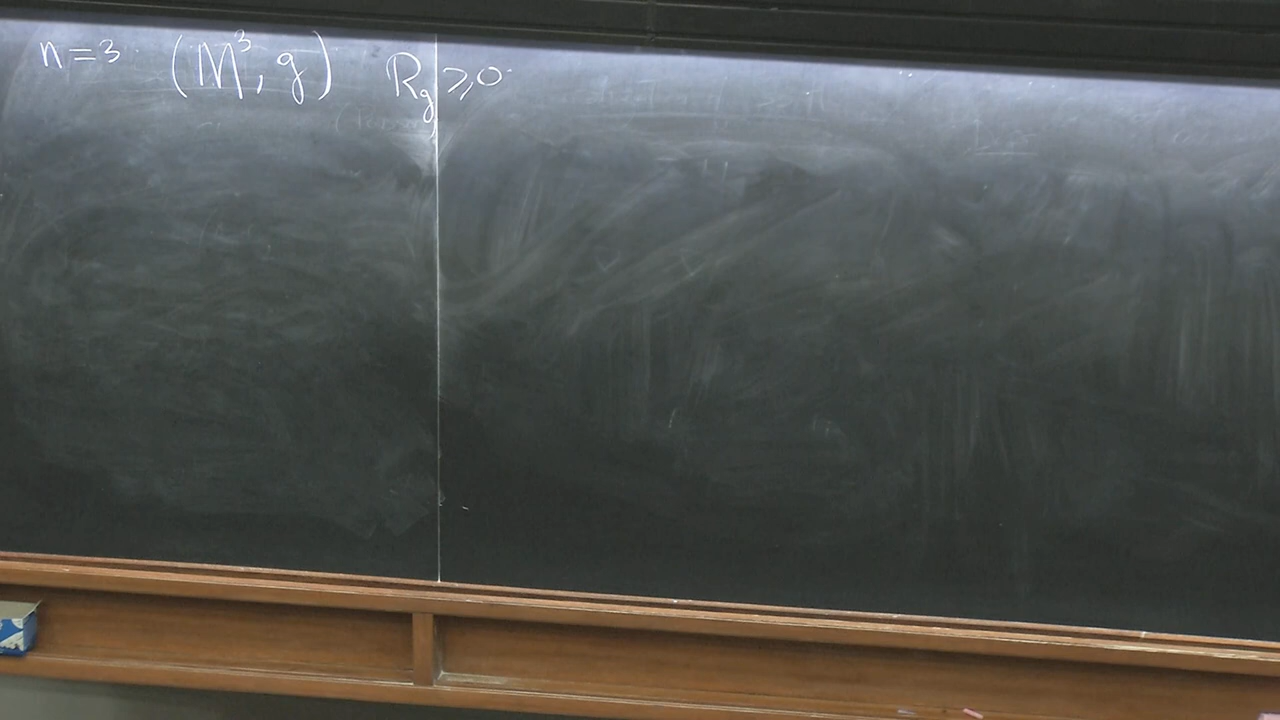 n=3 (M³, g) R_g ≥ 0